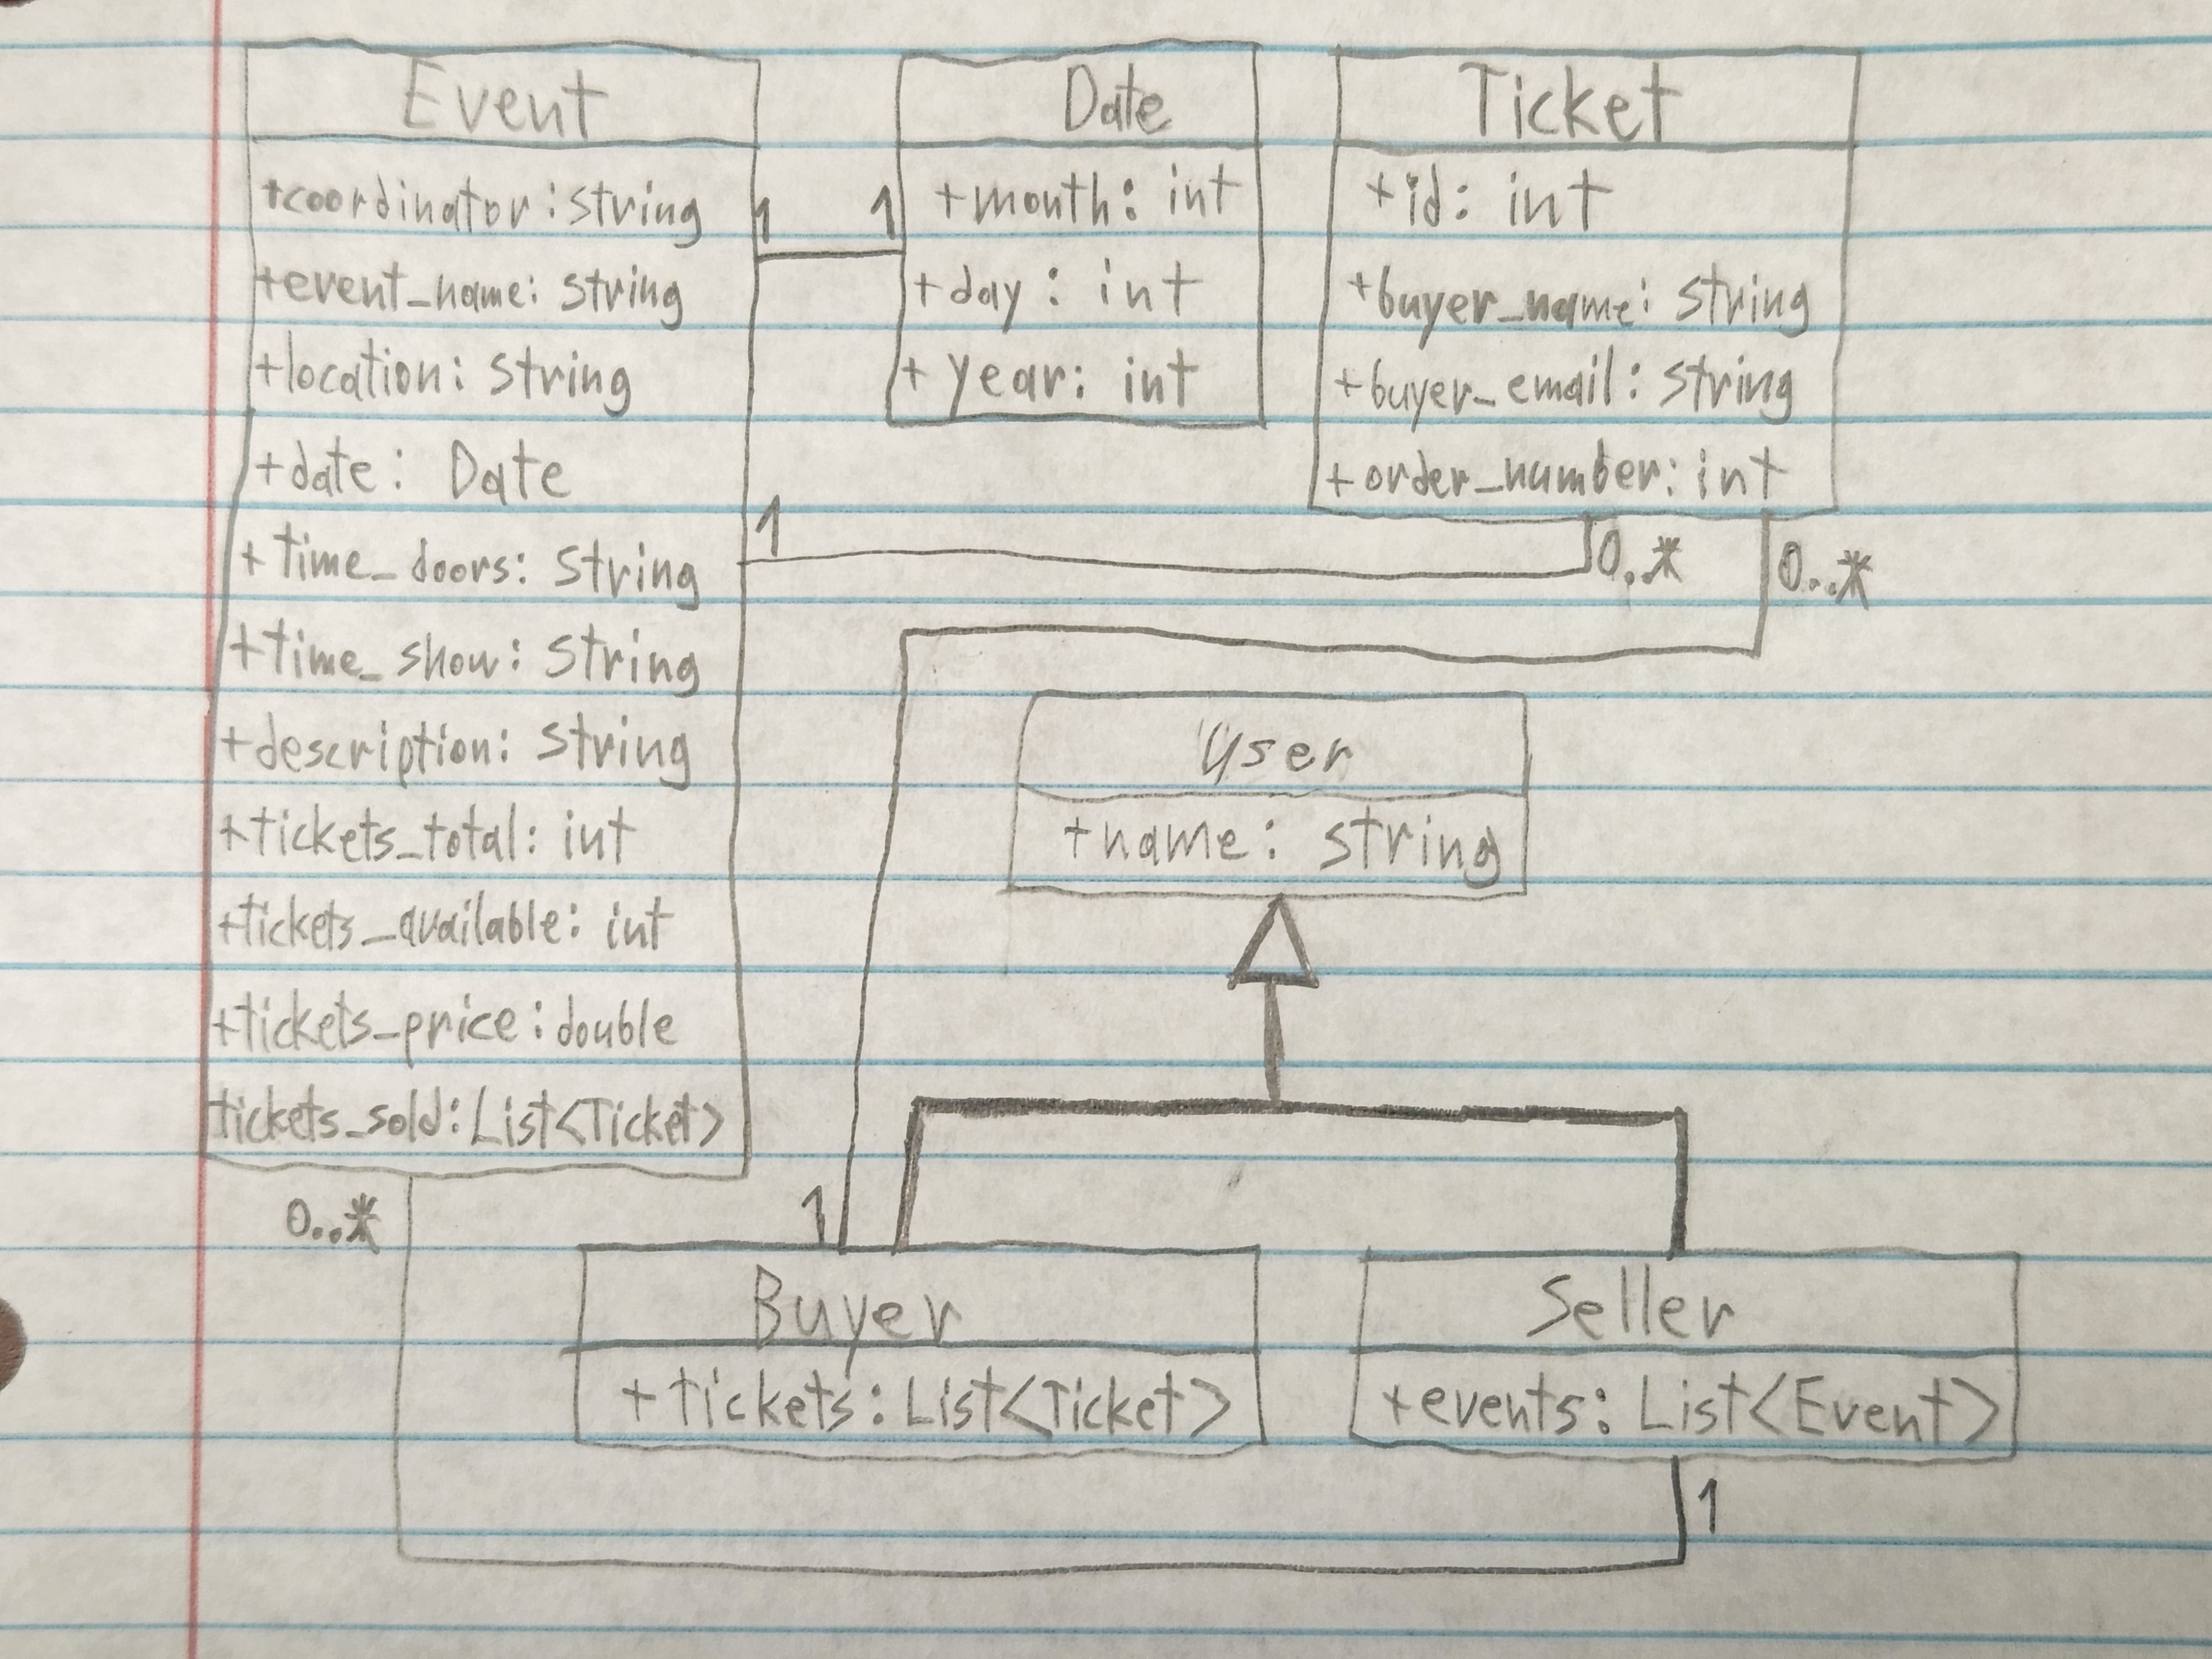 Event
+coordinator: string
+event_name: string
+location: string
+date: Date
+time_doors: string
+time_show: string
+description: string
+tickets_total: int
+tickets_available: int
+tickets_price: double
tickets_sold: List<Ticket>
1
1
1
0..*
Date
+month: int
+day: int
+year: int
Ticket
+id: int
+buyer_name: string
+buyer_email: string
+order_number: int
0..*
0..*
User
+name: string
1
Buyer
+tickets: List<Ticket>
Seller
+events: List<Event>
1